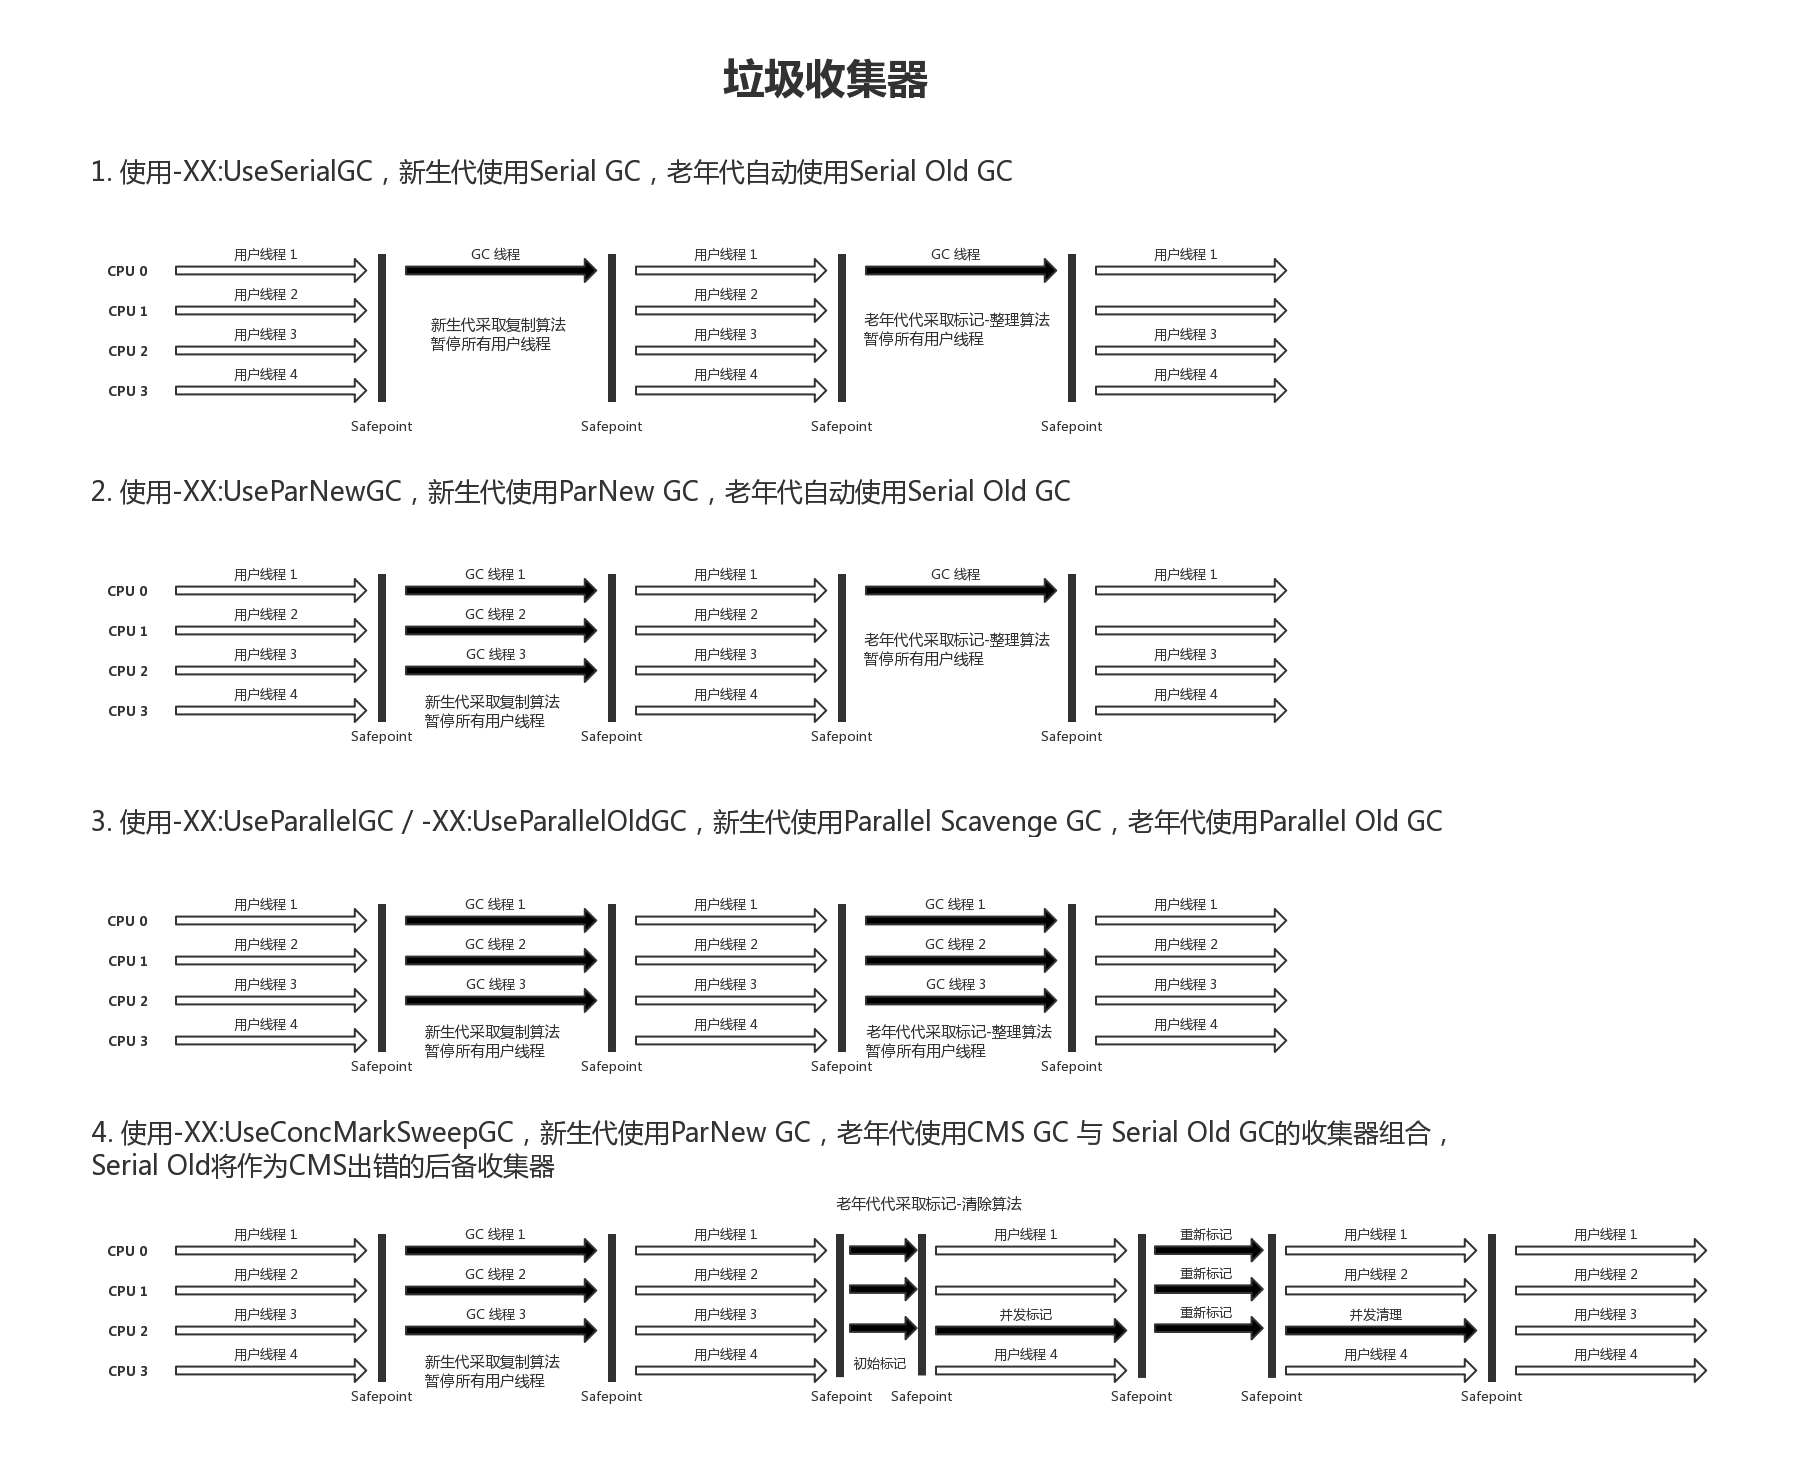 垃圾收集器
1. 使用-XX:UseSerialGC，新生代使用Serial GC，老年代自动使用Serial Old GC
用户线程 1 GC 线程 用户线程 1 GC 线程 用户线程 1
CPU 0
用户线程 2 用户线程 2
CPU 1
新生代采取复制算法 老年代代采取标记-整理算法
用户线程 3 用户线程 3 用户线程 3
暂停所有用户线程 暂停所有用户线程
CPU 2
用户线程 4 用户线程 4 用户线程 4
CPU 3
Safepoint Safepoint Safepoint Safepoint
2. 使用-XX:UseParNewGC，新生代使用ParNew GC，老年代自动使用Serial Old GC
用户线程 1 GC 线程 1 用户线程 1 GC 线程 用户线程 1
CPU 0
用户线程 2 GC 线程 2 用户线程 2
CPU 1
老年代代采取标记-整理算法
用户线程 3 GC 线程 3 用户线程 3 用户线程 3
暂停所有用户线程
CPU 2
用户线程 4 用户线程 4 用户线程 4
新生代采取复制算法
CPU 3
暂停所有用户线程
Safepoint Safepoint Safepoint Safepoint
3. 使用-XX:UseParallelGC / -XX:UseParallelOldGC，新生代使用Parallel Scavenge GC，老年代使用Parallel Old GC
用户线程 1 GC 线程 1 用户线程 1 GC 线程 1 用户线程 1
CPU 0
用户线程 2 GC 线程 2 用户线程 2 GC 线程 2 用户线程 2
CPU 1
用户线程 3 GC 线程 3 用户线程 3 GC 线程 3 用户线程 3
CPU 2
用户线程 4 用户线程 4 用户线程 4
新生代采取复制算法 老年代代采取标记-整理算法
CPU 3
暂停所有用户线程 暂停所有用户线程
Safepoint Safepoint Safepoint Safepoint
4. 使用-XX:UseConcMarkSweepGC，新生代使用ParNew GC，老年代使用CMS GC 与 Serial Old GC的收集器组合，
Serial Old将作为CMS出错的后备收集器
老年代代采取标记-清除算法
用户线程 1 GC 线程 1 用户线程 1 用户线程 1 重新标记 用户线程 1 用户线程 1
CPU 0
用户线程 2 GC 线程 2 用户线程 2 重新标记 用户线程 2 用户线程 2
CPU 1
用户线程 3 GC 线程 3 用户线程 3 并发标记 重新标记 并发清理 用户线程 3
CPU 2
用户线程 4 用户线程 4 用户线程 4 用户线程 4 用户线程 4
新生代采取复制算法 初始标记
CPU 3
暂停所有用户线程
Safepoint Safepoint Safepoint Safepoint Safepoint Safepoint Safepoint